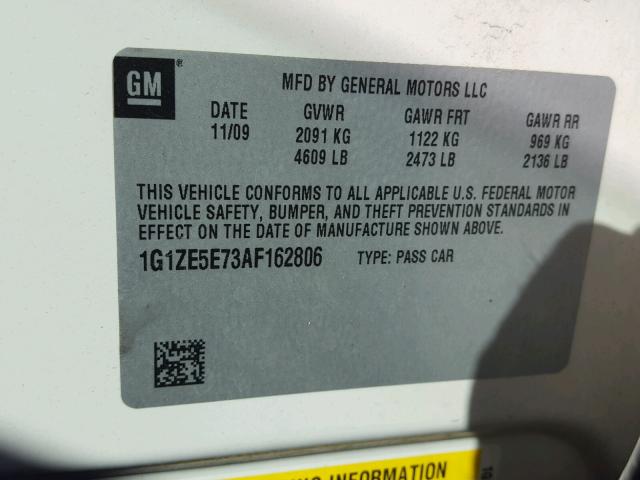 GM®
MFD BY GENERAL MOTORS LLC
DATE GVWR GAWR FRT GAWR RR
11/09 2091 KG 1122 KG 969 KG
4609 LB 2473 LB 2136 LB
THIS VEHICLE CONFORMS TO ALL APPLICABLE U.S. FEDERAL MOTOR
VEHICLE SAFETY, BUMPER, AND THEFT PREVENTION STANDARDS IN
EFFECT ON THE DATE OF MANUFACTURE SHOWN ABOVE.
1G1ZE5E73AF162806 TYPE: PASS CAR
INFORMATION